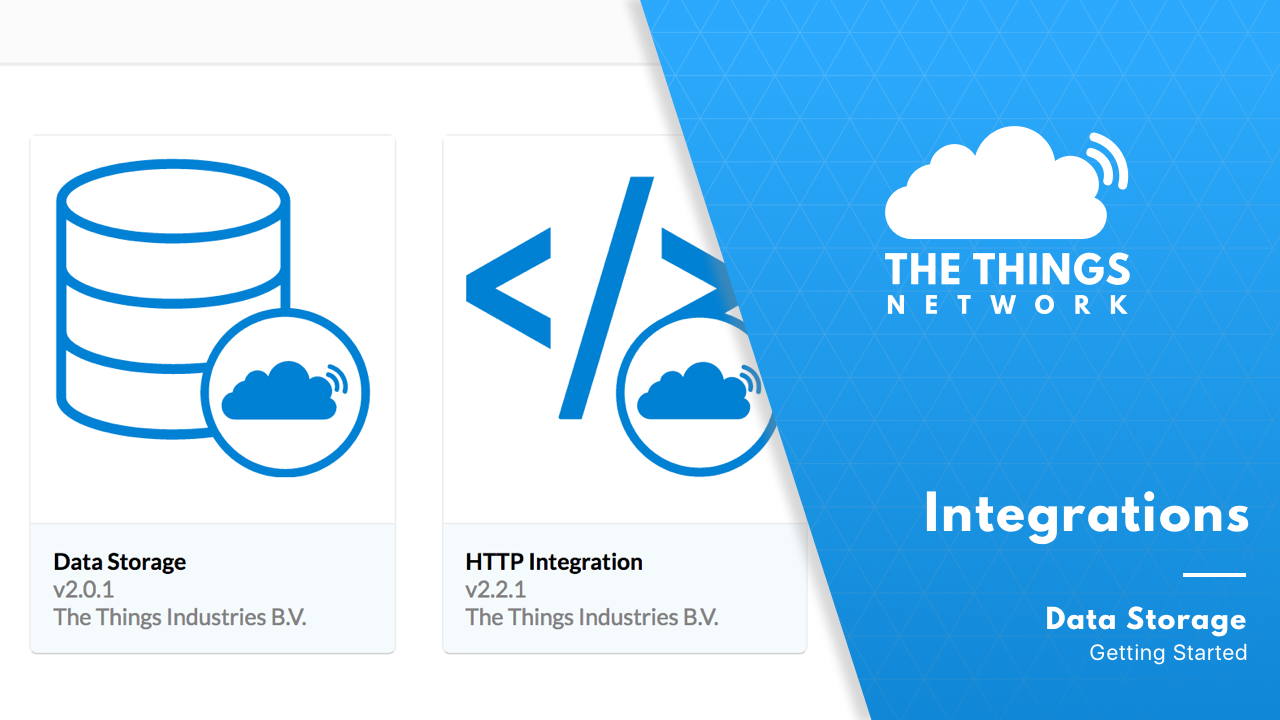 Data Storage
v2.0.1
The Things Industries B.V.
HTTP Integration
v2.2.1
The Things Industries B.V.
THE THINGS
NETWORK
Integrations
Data Storage
Getting Started